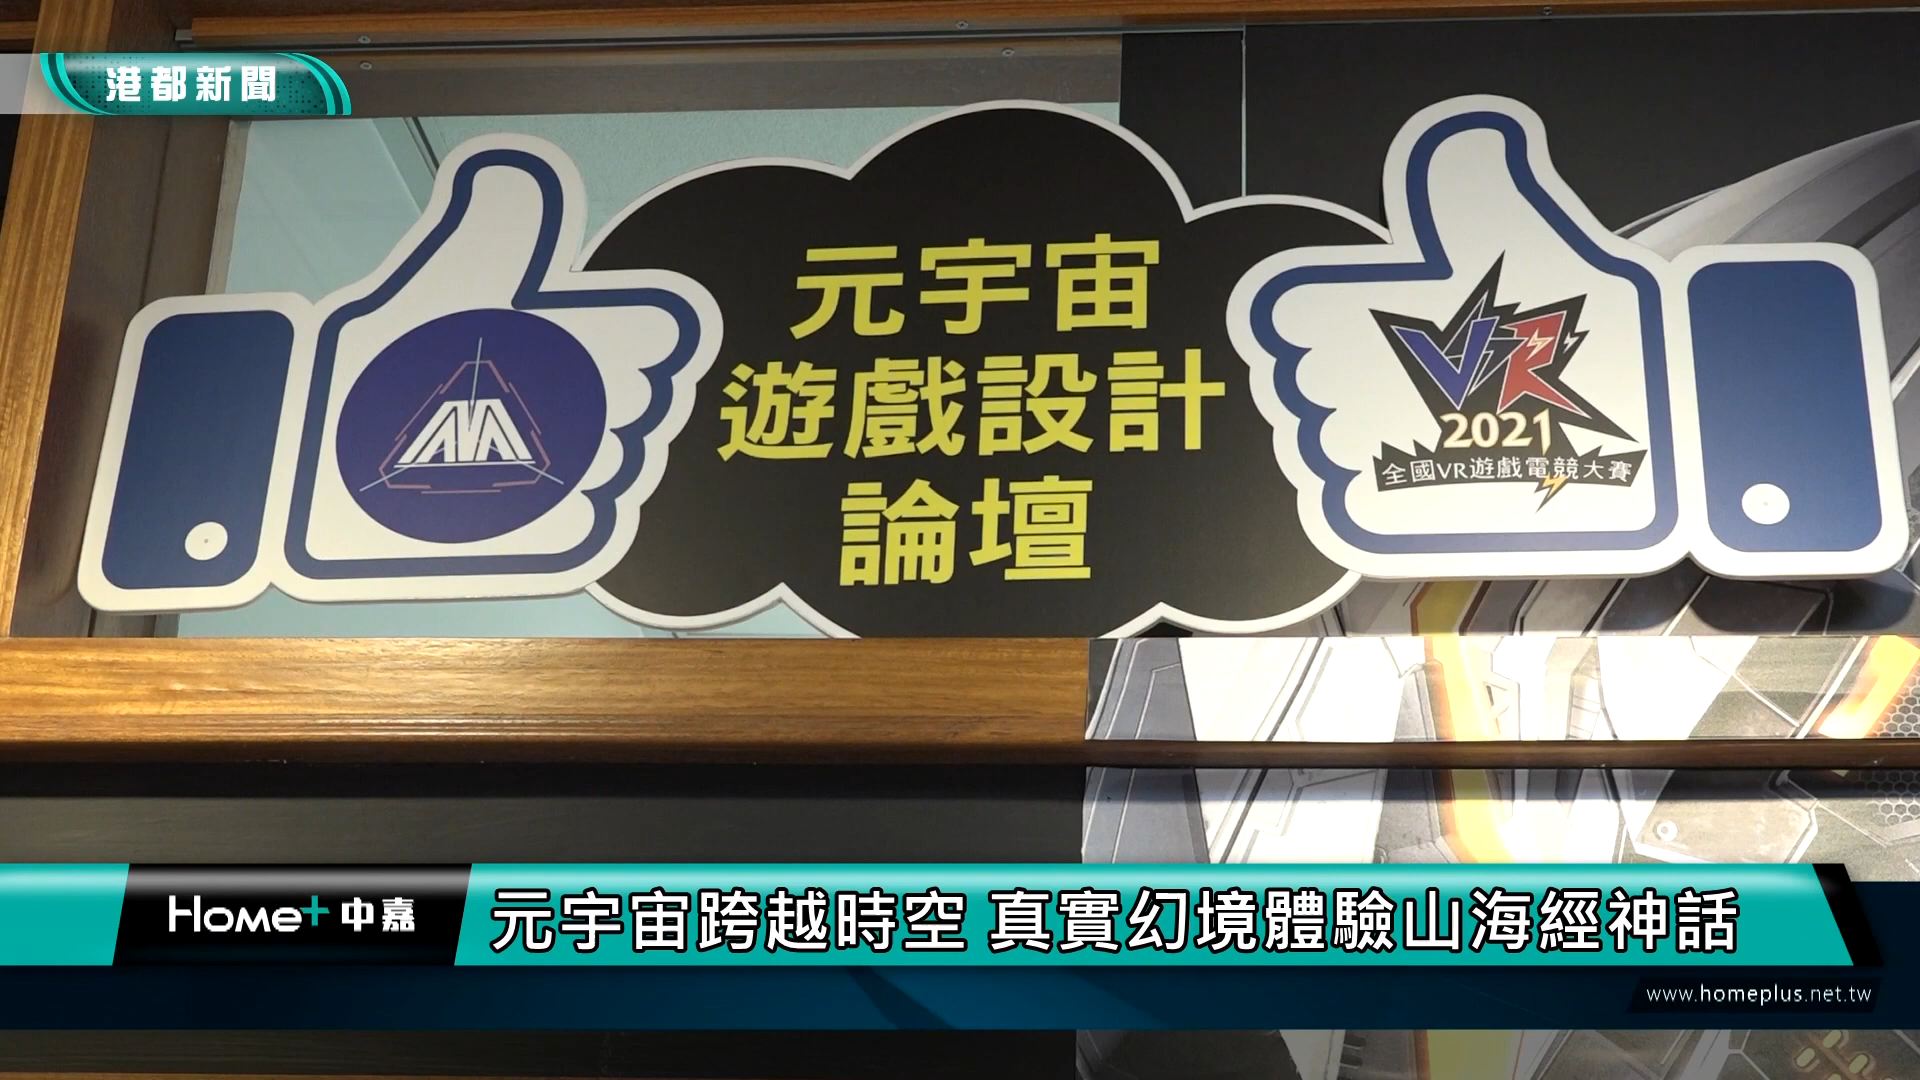 港都新聞
元宇宙
遊戲設計
論壇
VR
2021
全國VR遊戲電競大賽
Home+中嘉
元宇宙跨越時空 真實幻境體驗山海經神話
www.homeplus.net.tw